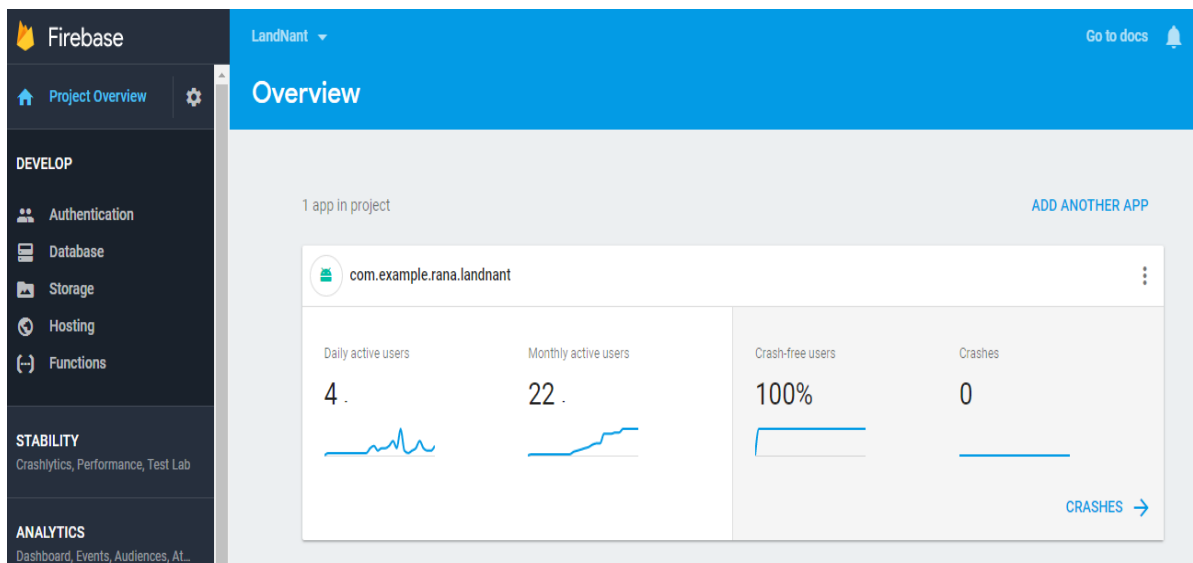 Firebase
Project Overview
DEVELOP
Authentication
Database
Storage
Hosting
Functions
STABILITY
Crashlytics, Performance, Test Lab
ANALYTICS
Dashboard, Events, Audiences, At...
LandNant
Go to docs
Overview
1 app in project
ADD ANOTHER APP
com.example.rana.landnant
Daily active users
4 .
Monthly active users
22 .
Crash-free users
100%
Crashes
0
CRASHES